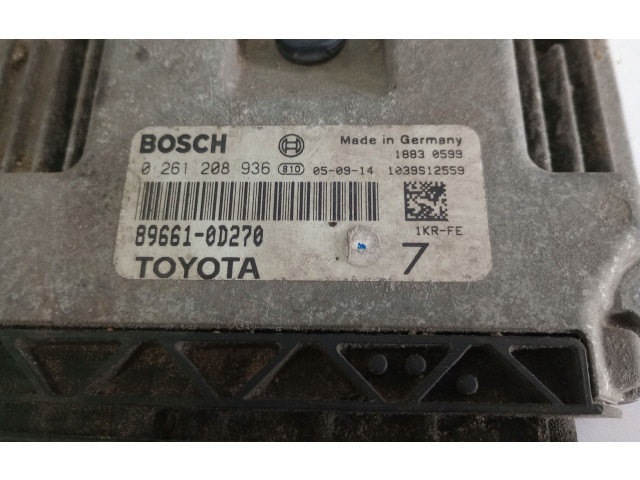 BOSCH Made in Germany
1883 0599
0 261 208 936 810 05-09-14 1039S12559
89661-0D270 1KR-FE
TOYOTA 7